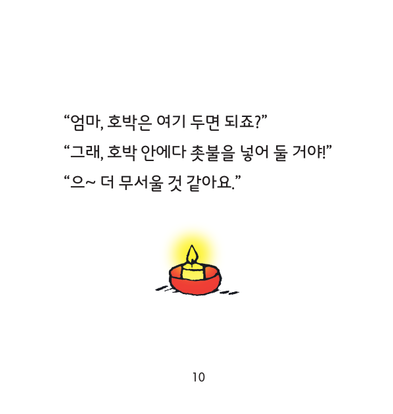 “엄마, 호박은 여기 두면 되죠?”
“그래, 호박 안에다 촛불을 넣어 둘 거야!”
“으~ 더 무서울 것 같아요.”
10